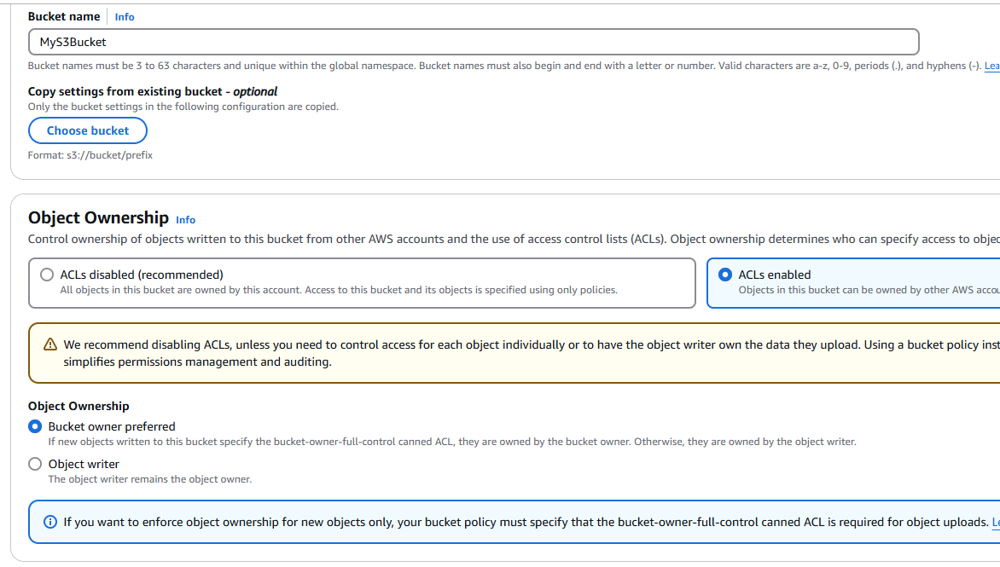 Bucket name Info
MyS3Bucket
Bucket names must be 3 to 63 characters and unique within the global namespace. Bucket names must also begin and end with a letter or number. Valid characters are a-z, 0-9, periods (.), and hyphens (-). Lea
Copy settings from existing bucket - optional
Only the bucket settings in the following configuration are copied.
Choose bucket
Format: s3://bucket/prefix
Object Ownership Info
Control ownership of objects written to this bucket from other AWS accounts and the use of access control lists (ACLs). Object ownership determines who can specify access to objec
ACLs disabled (recommended)
All objects in this bucket are owned by this account. Access to this bucket and its objects is specified using only policies.
ACLs enabled
Objects in this bucket can be owned by other AWS accou
We recommend disabling ACLs, unless you need to control access for each object individually or to have the object writer own the data they upload. Using a bucket policy inst
simplifies permissions management and auditing.
Object Ownership
Bucket owner preferred
If new objects written to this bucket specify the bucket-owner-full-control canned ACL, they are owned by the bucket owner. Otherwise, they are owned by the object writer.
Object writer
The object writer remains the object owner.
If you want to enforce object ownership for new objects only, your bucket policy must specify that the bucket-owner-full-control canned ACL is required for object uploads. Le